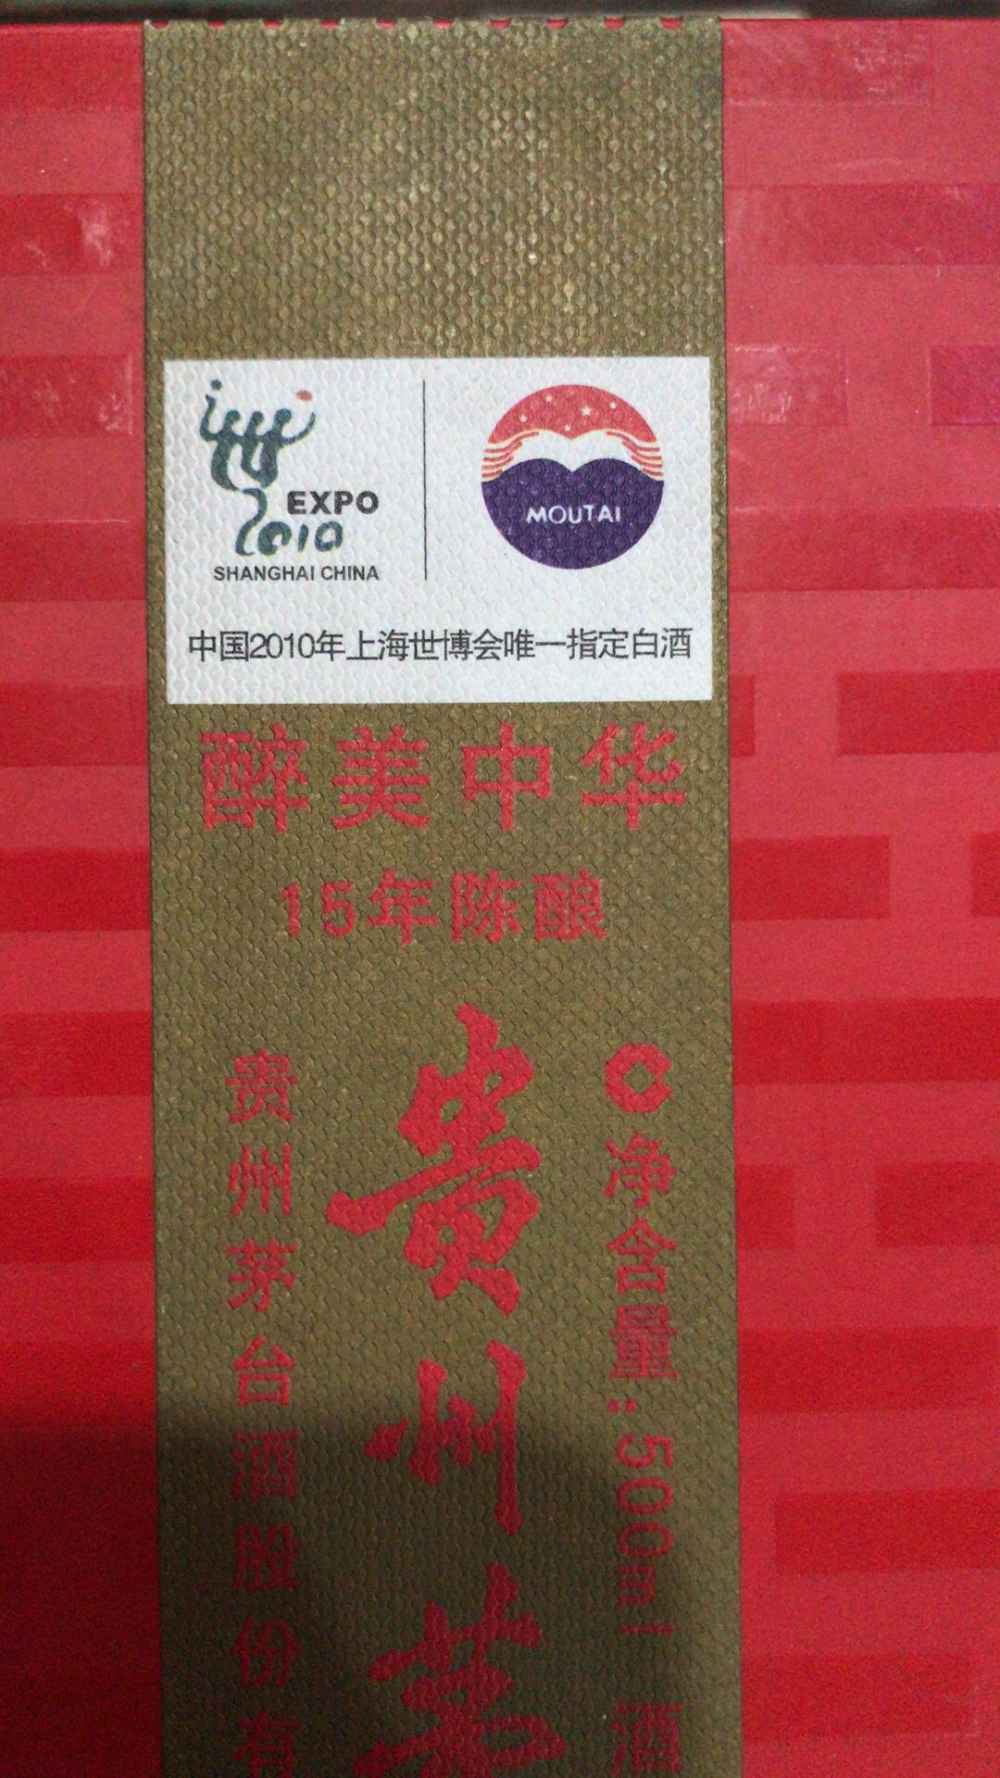 EXPO
2010
SHANGHAI CHINA
MOUTAI
中国2010年上海世博会唯一指定白酒
醉美中华
15年陈酿
净含量:500ml 酒
贵州茅
贵州茅台酒股份有